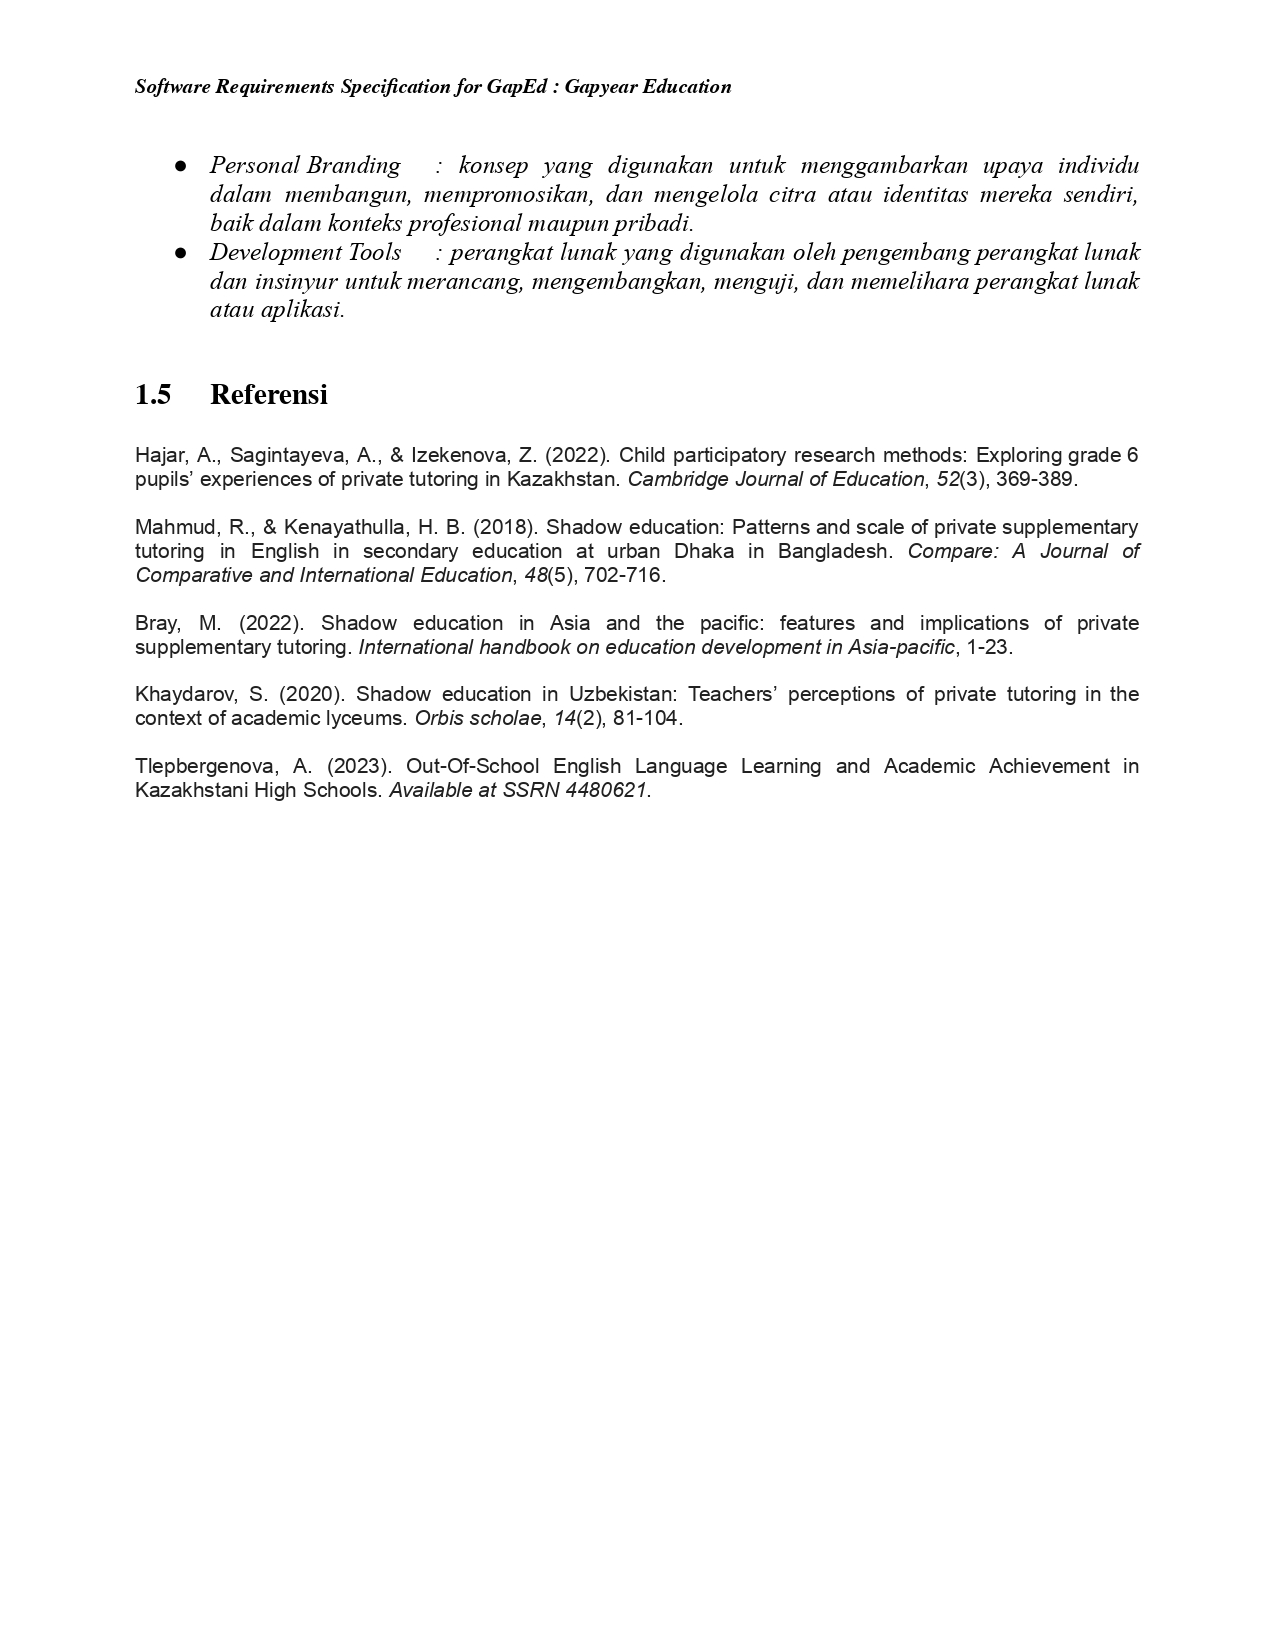 Software Requirements Specification for GapEd : Gapyear Education
● Personal Branding : konsep yang digunakan untuk menggambarkan upaya individu
dalam membangun, mempromosikan, dan mengelola citra atau identitas mereka sendiri,
baik dalam konteks profesional maupun pribadi.
● Development Tools : perangkat lunak yang digunakan oleh pengembang perangkat lunak
dan insinyur untuk merancang, mengembangkan, menguji, dan memelihara perangkat lunak
atau aplikasi.
1.5 Referensi
Hajar, A., Sagintayeva, A., & Izekenova, Z. (2022). Child participatory research methods: Exploring grade 6
pupils’ experiences of private tutoring in Kazakhstan. Cambridge Journal of Education, 52(3), 369-389.
Mahmud, R., & Kenayathulla, H. B. (2018). Shadow education: Patterns and scale of private supplementary
tutoring in English in secondary education at urban Dhaka in Bangladesh. Compare: A Journal of
Comparative and International Education, 48(5), 702-716.
Bray, M. (2022). Shadow education in Asia and the pacific: features and implications of private
supplementary tutoring. International handbook on education development in Asia-pacific, 1-23.
Khaydarov, S. (2020). Shadow education in Uzbekistan: Teachers’ perceptions of private tutoring in the
context of academic lyceums. Orbis scholae, 14(2), 81-104.
Tlepbergenova, A. (2023). Out-Of-School English Language Learning and Academic Achievement in
Kazakhstani High Schools. Available at SSRN 4480621.